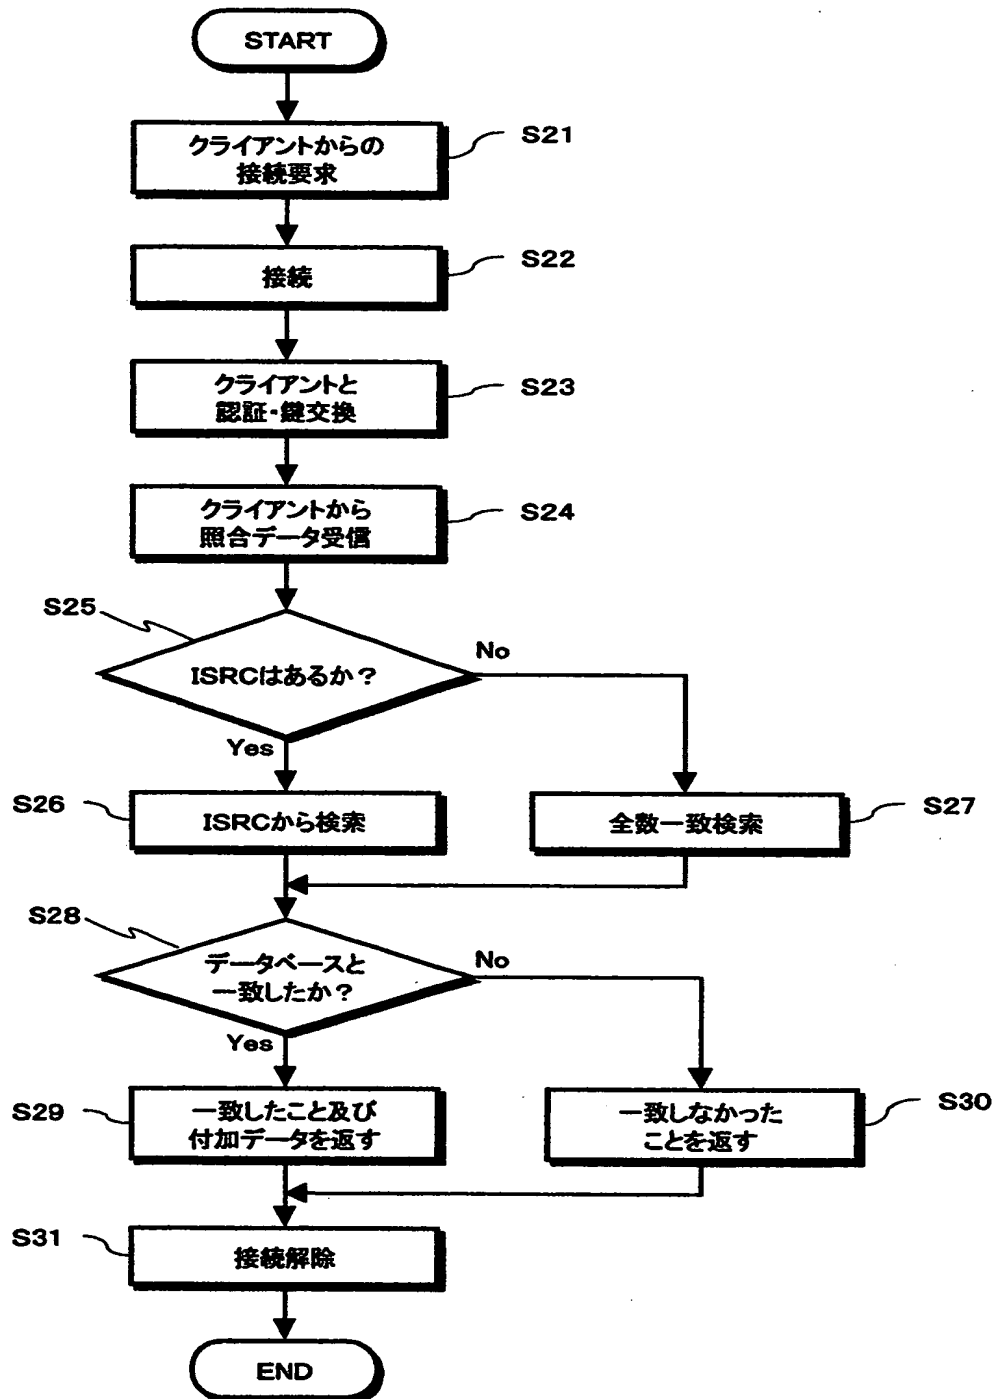 START
クライアントからの
接続要求
S21
接続
S22
クライアントと
認証・鍵交換
S23
クライアントから
照合データ受信
S24
S25
ISRCはあるか?
No
Yes
S26
ISRCから検索
全数一致検索
S27
S28
データベースと
一致したか?
No
Yes
S29
一致したこと及び
付加データを返す
一致しなかった
ことを返す
S30
S31
接続解除
END